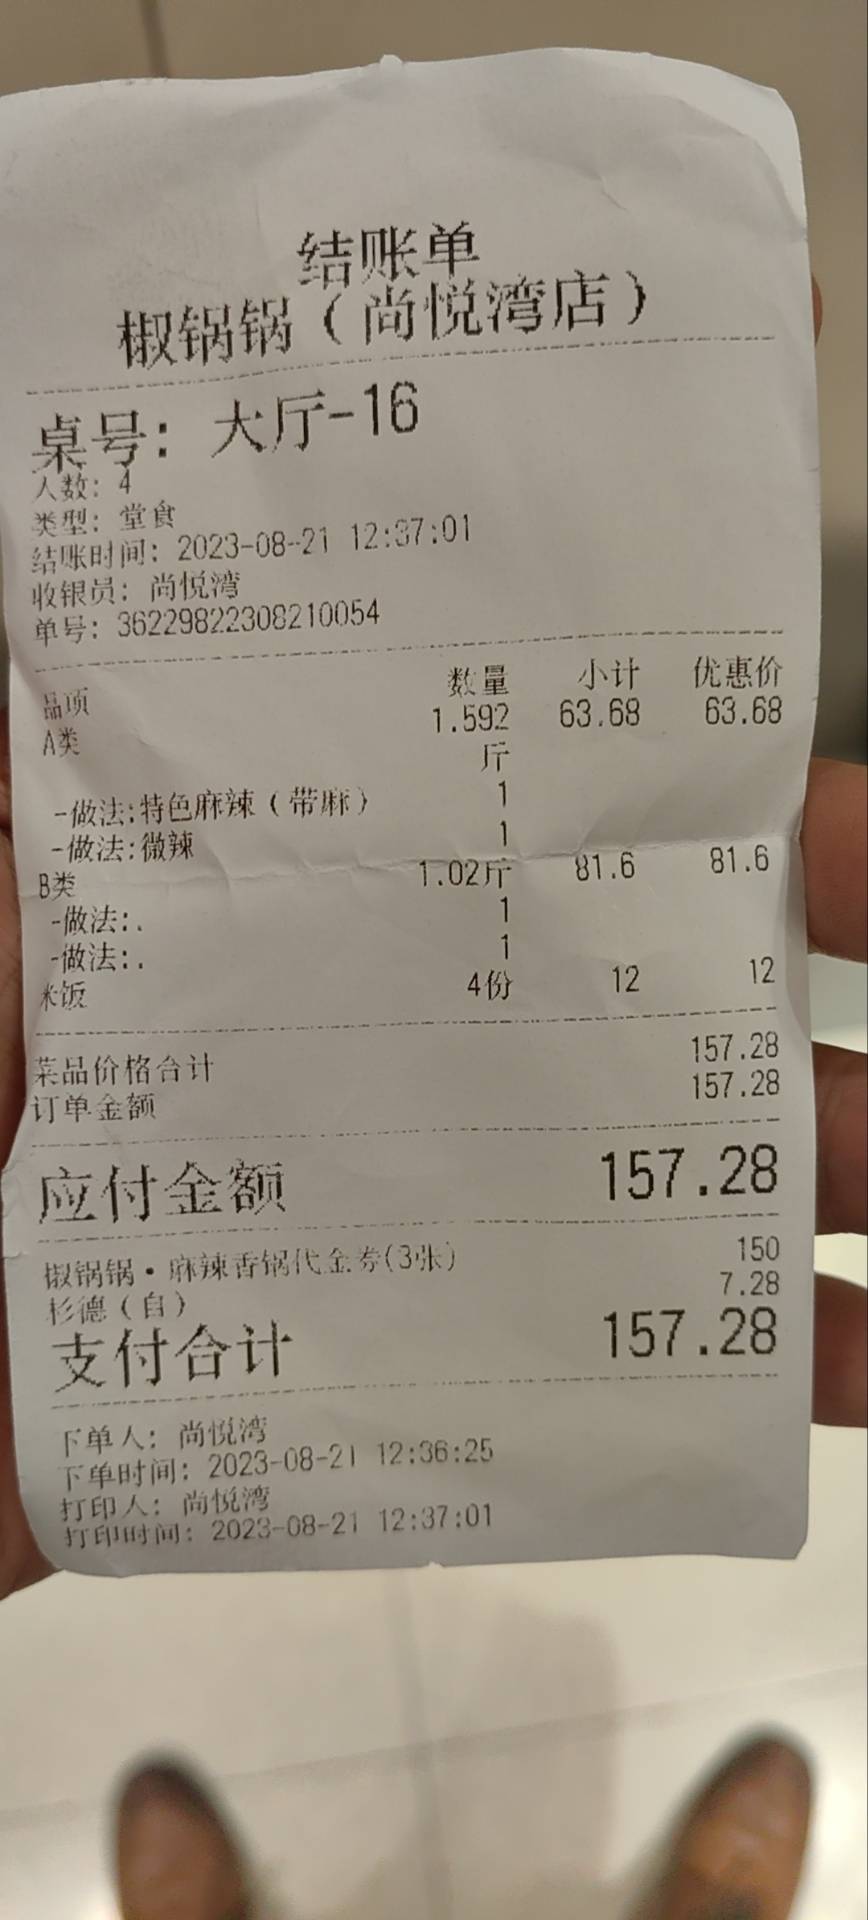 结账单
椒锅锅（尚悦湾店）
桌号：大厅-16
人数：4
类型：堂食
结账时间：2023-08-21 12:37:01
收银员：尚悦湾
单号：36229822308210054
品项 数量 小计 优惠价
A类 1.592斤 63.68 63.68
-做法:特色麻辣（带麻） 1
-做法:微辣 1
B类 1.02斤 81.6 81.6
-做法:. 1
-做法:. 1
米饭 4份 12 12
菜品价格合计 157.28
订单金额 157.28
应付金额 157.28
椒锅锅·麻辣香锅代金券(3张) 150
杉德（自） 7.28
支付合计 157.28
下单人：尚悦湾
下单时间：2023-08-21 12:36:25
打印人：尚悦湾
打印时间：2023-08-21 12:37:01